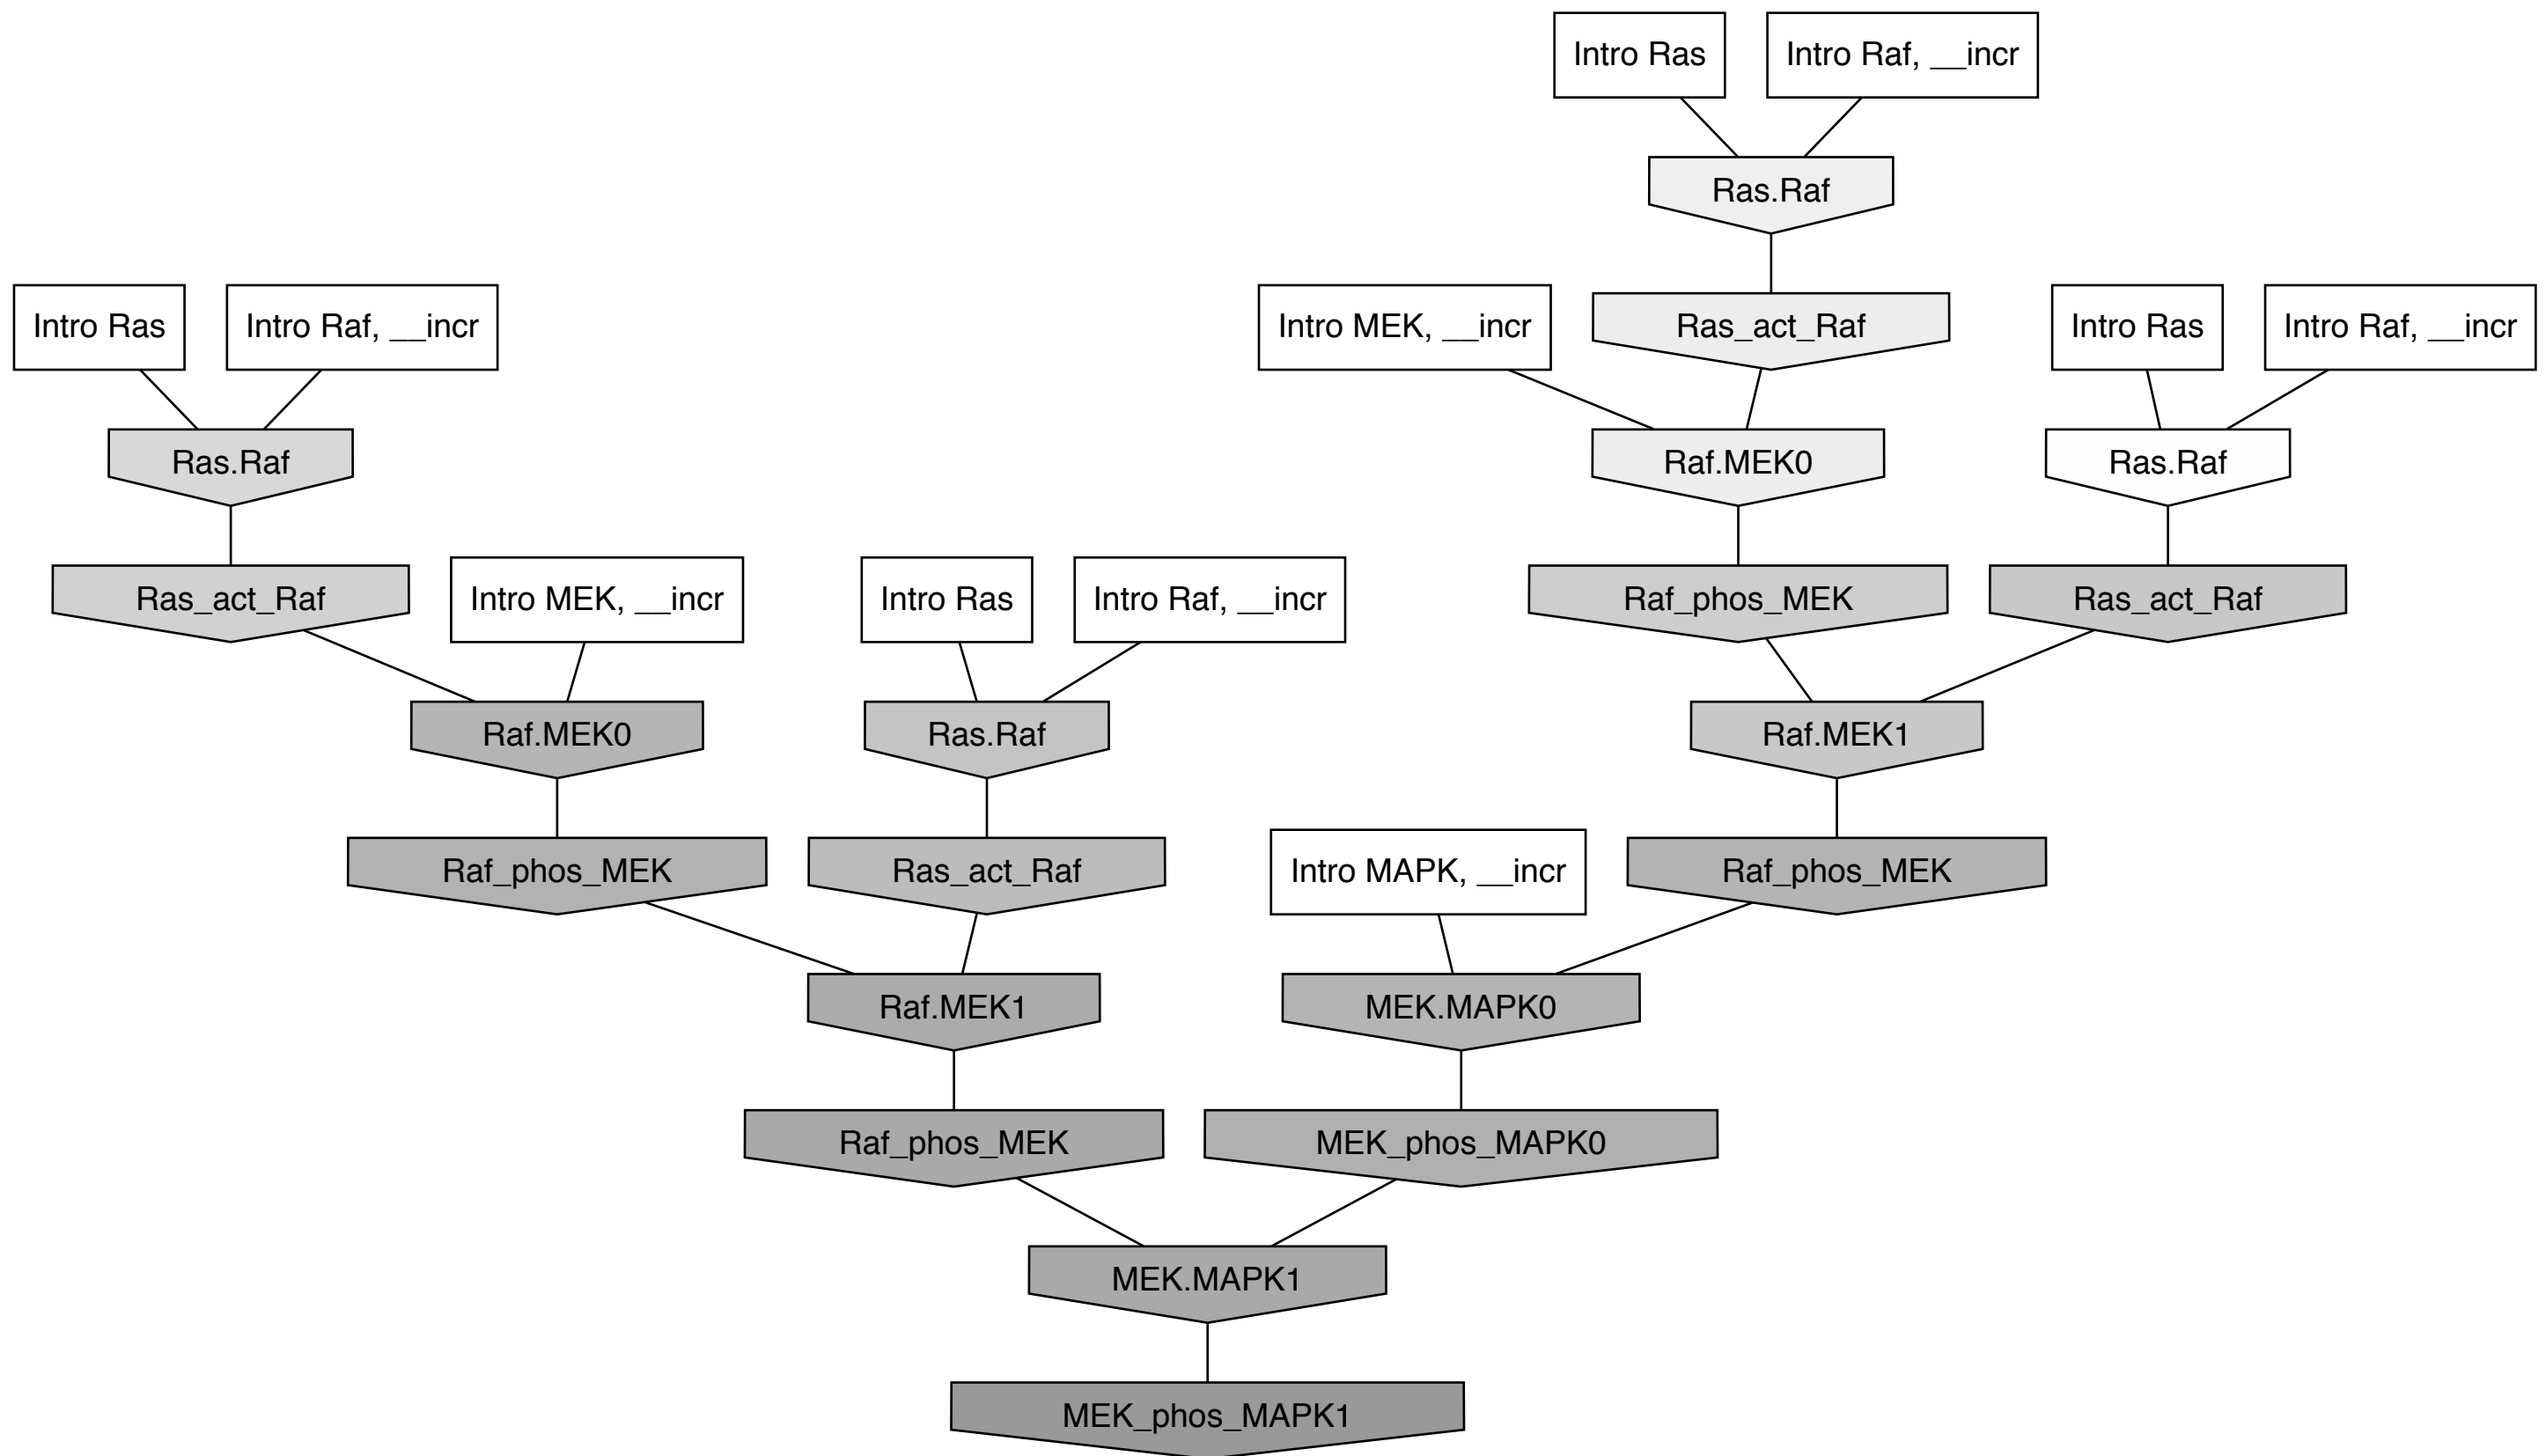 Intro Ras
Intro Raf, __incr
Ras.Raf
Intro Ras
Intro Raf, __incr
Intro MEK, __incr
Ras_act_Raf
Intro Ras
Intro Raf, __incr
Ras.Raf
Raf.MEK0
Ras.Raf
Ras_act_Raf
Intro MEK, __incr
Intro Ras
Intro Raf, __incr
Raf_phos_MEK
Ras_act_Raf
Raf.MEK0
Ras.Raf
Raf.MEK1
Raf_phos_MEK
Ras_act_Raf
Intro MAPK, __incr
Raf_phos_MEK
Raf.MEK1
MEK.MAPK0
Raf_phos_MEK
MEK_phos_MAPK0
MEK.MAPK1
MEK_phos_MAPK1